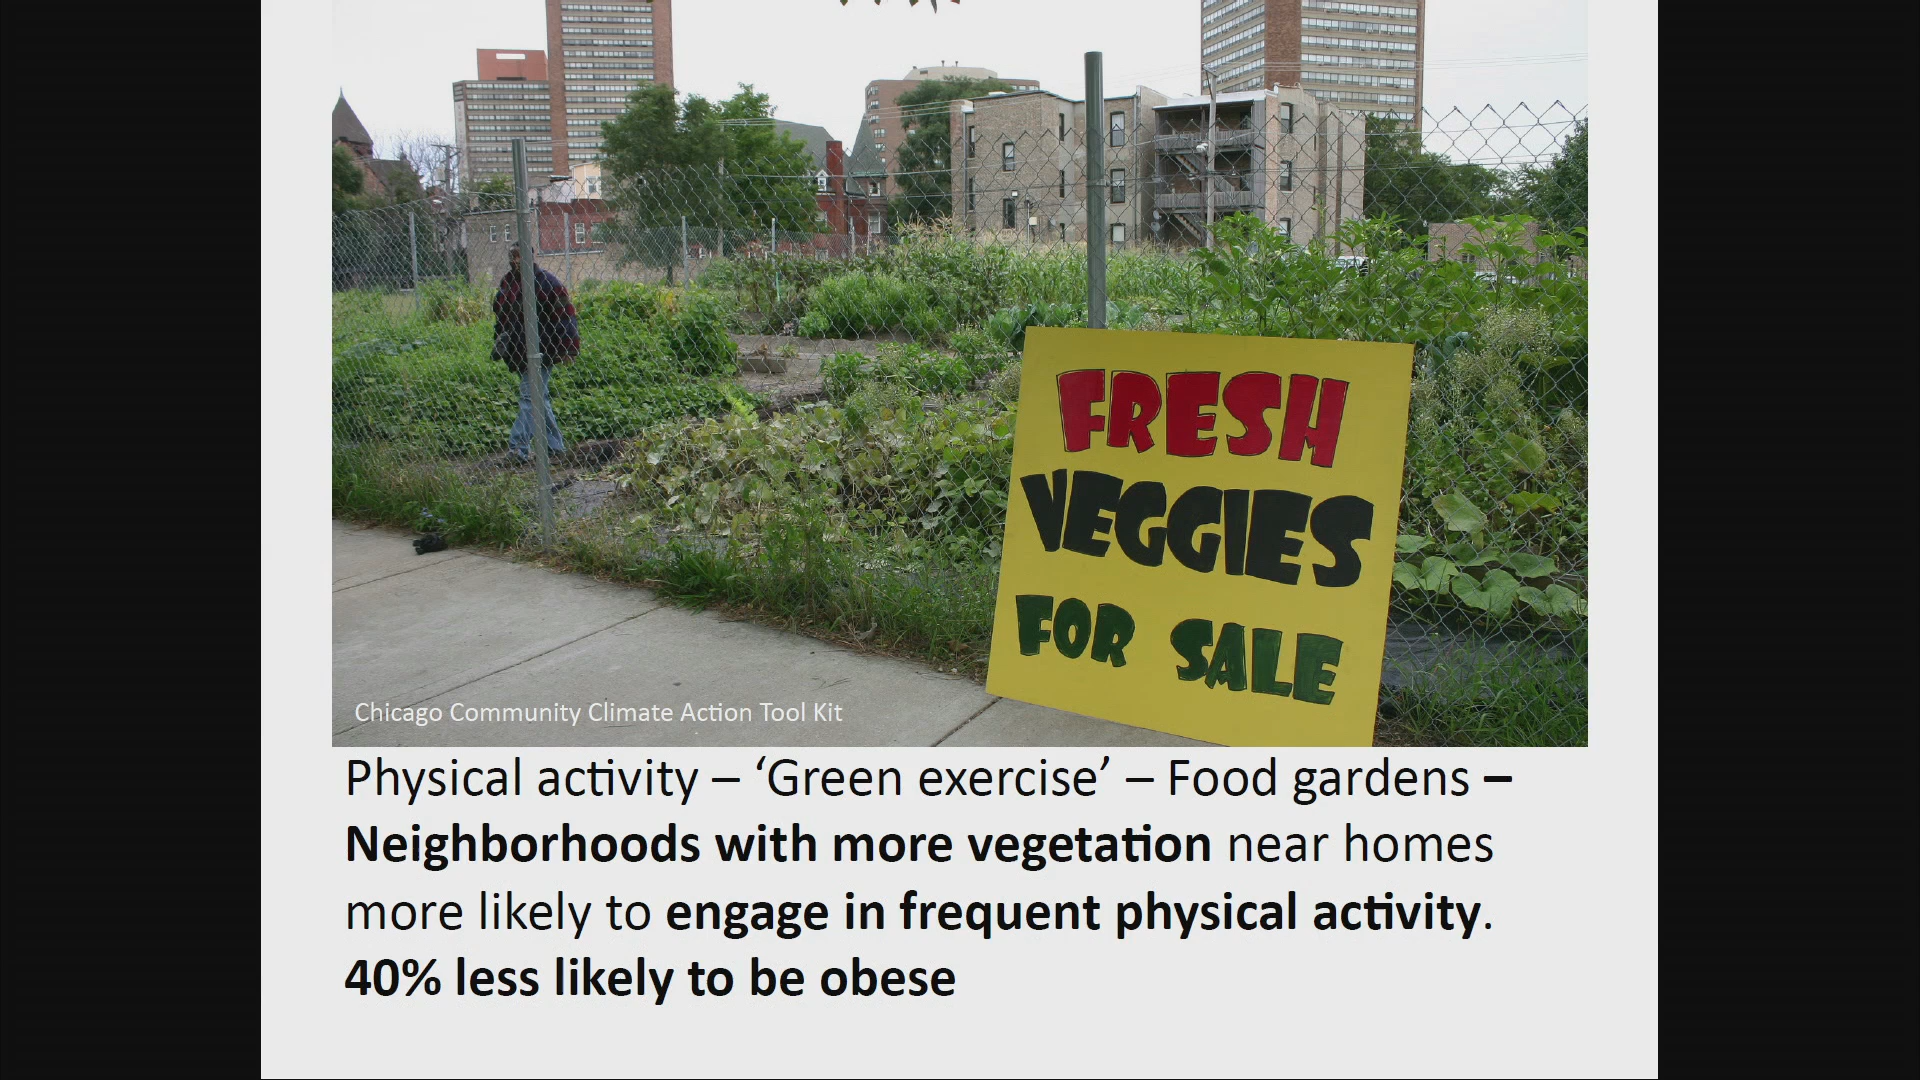 FRESH
VEGGIES
FOR SALE
Chicago Community Climate Action Tool Kit
Physical activity – ‘Green exercise’ – Food gardens –
Neighborhoods with more vegetation near homes
more likely to engage in frequent physical activity.
40% less likely to be obese